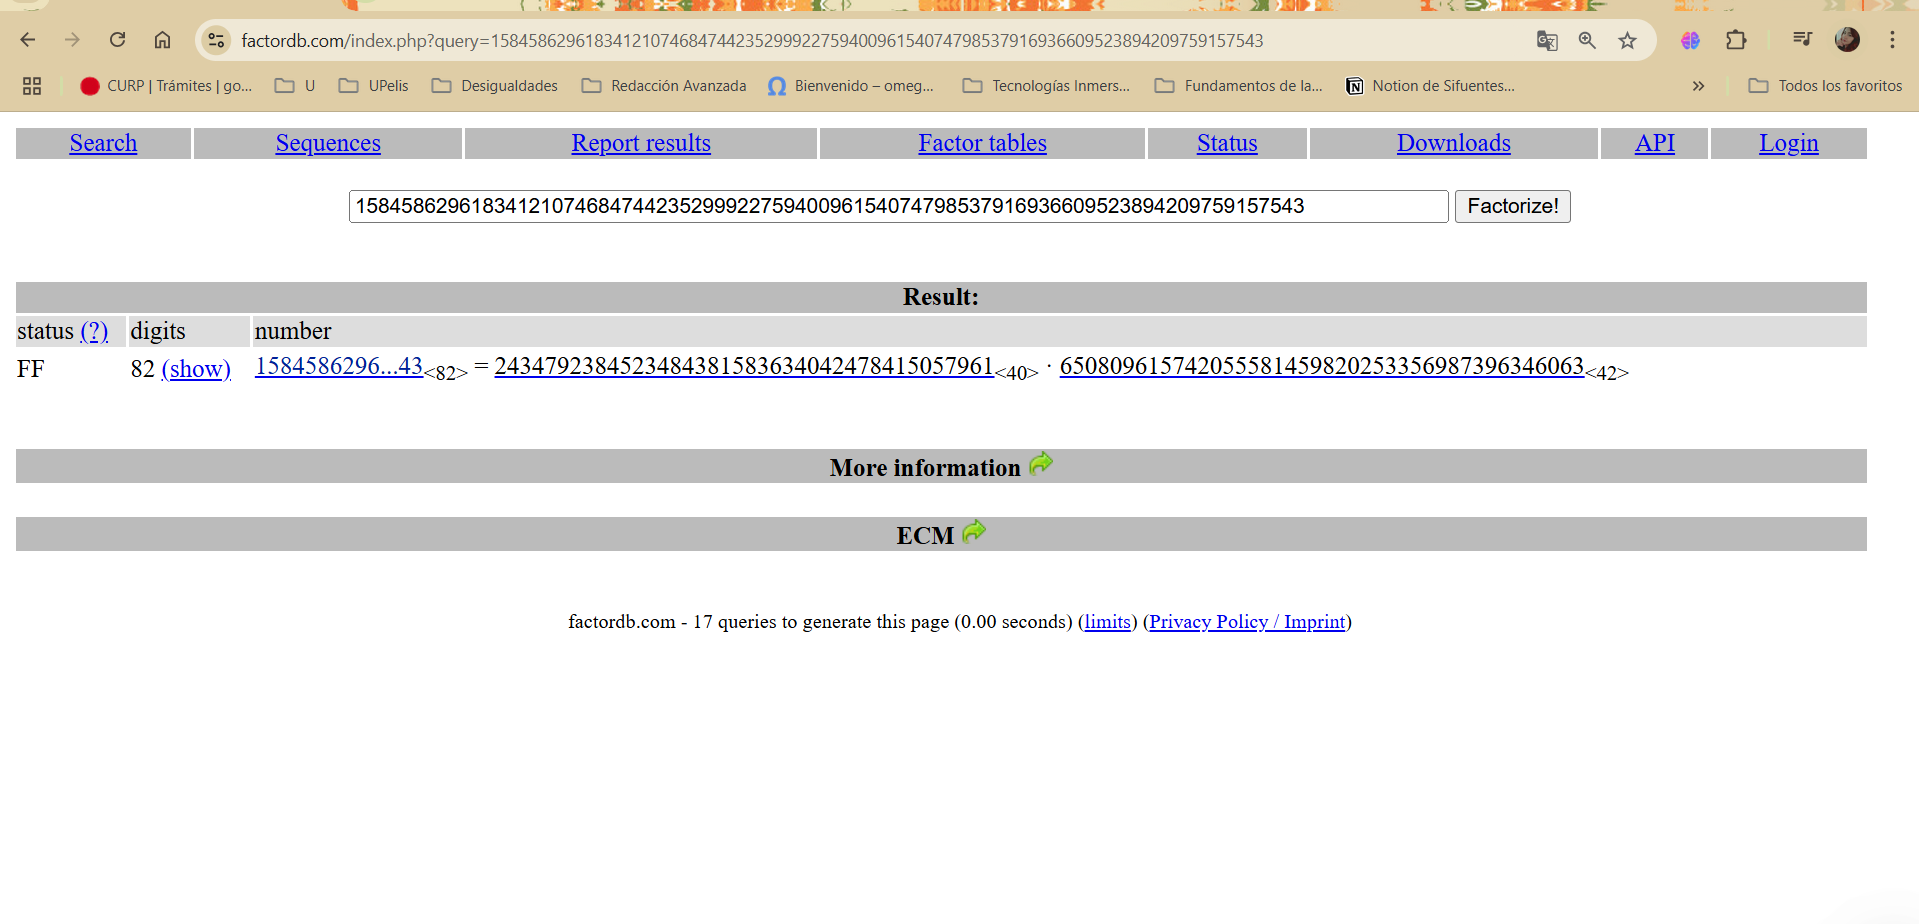 factordb.com/index.php?query=1584586296183412107468474423529992275940096154074798537916936609523894209759157543
CURP | Trámites | go... U UPelis Desigualdades Redacción Avanzada Bienvenido – omeg... Tecnologías Inmers... Fundamentos de la... Notion de Sifuentes... » Todos los favoritos
Search Sequences Report results Factor tables Status Downloads API Login
1584586296183412107468474423529992275940096154074798537916936609523894209759157543 Factorize!
Result:
status (?) digits number
FF 82 (show) 1584586296...43<82> = 2434792384523484381583634042478415057961<40> · 650809615742055581459820253356987396346063<42>
More information
ECM
factordb.com - 17 queries to generate this page (0.00 seconds) (limits) (Privacy Policy / Imprint)